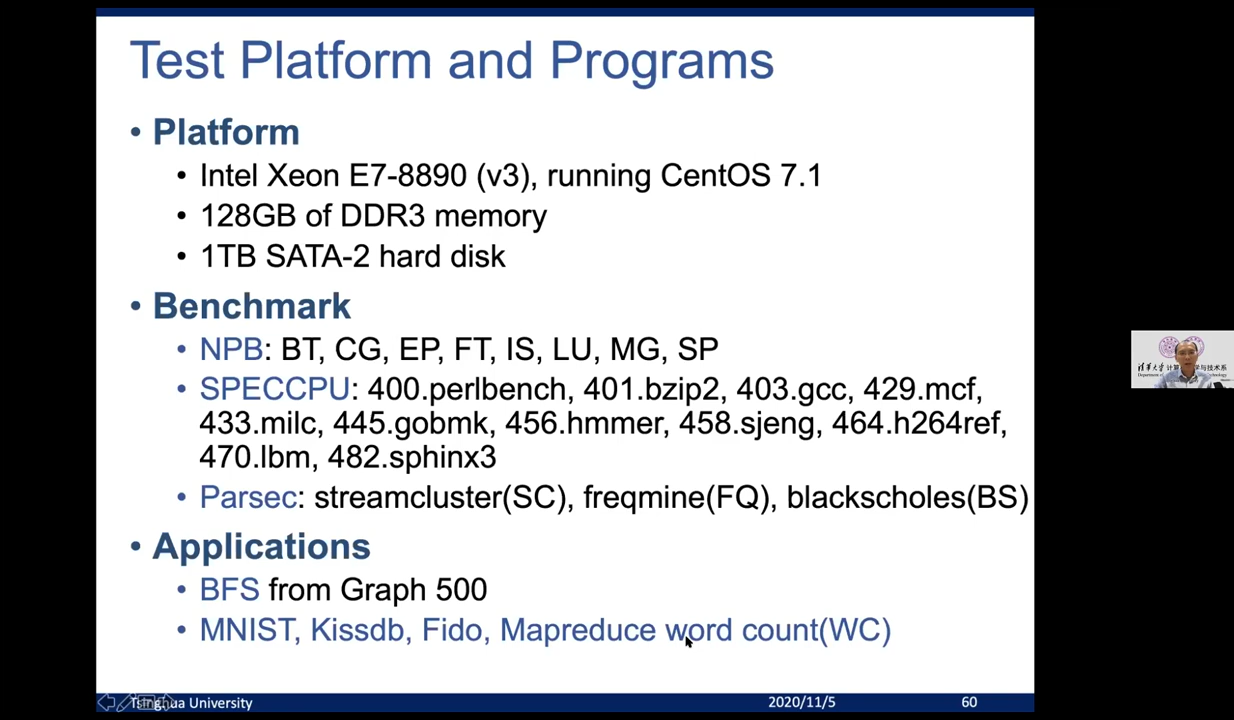 Test Platform and Programs
• Platform
• Intel Xeon E7-8890 (v3), running CentOS 7.1
• 128GB of DDR3 memory
• 1TB SATA-2 hard disk
• Benchmark
• NPB: BT, CG, EP, FT, IS, LU, MG, SP
• SPECCPU: 400.perlbench, 401.bzip2, 403.gcc, 429.mcf,
433.milc, 445.gobmk, 456.hmmer, 458.sjeng, 464.h264ref,
470.lbm, 482.sphinx3
• Parsec: streamcluster(SC), freqmine(FQ), blackscholes(BS)
• Applications
• BFS from Graph 500
• MNIST, Kissdb, Fido, Mapreduce word count(WC)
Tsinghua University
2020/11/5
60